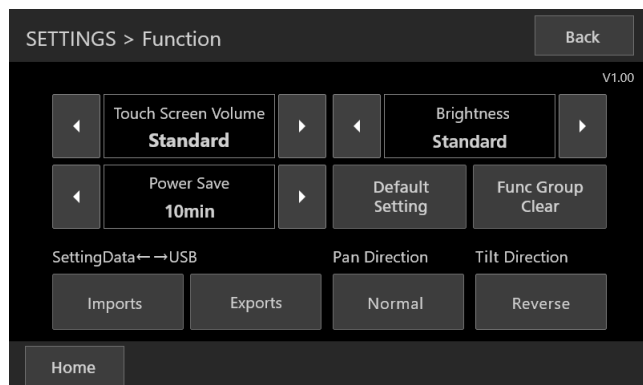 SETTINGS > Function
Back
V1.00
Touch Screen Volume
Standard
Brightness
Standard
Power Save
10min
Default
Setting
Func Group
Clear
SettingData←→USB
Pan Direction
Tilt Direction
Imports
Exports
Normal
Reverse
Home